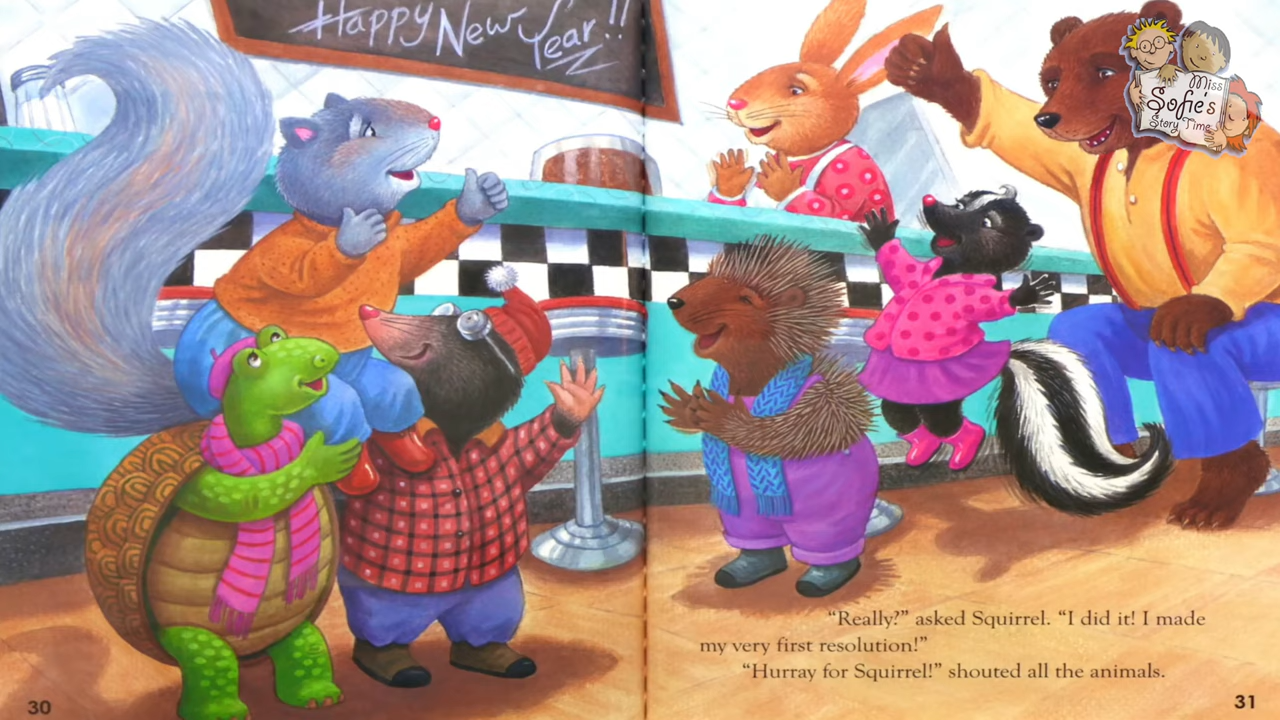 Happy New
Year!!
Miss
Sofie's
Story Time
"Really?" asked Squirrel. "I did it! I made
my very first resolution!"
"Hurray for Squirrel!" shouted all the animals.
30
31